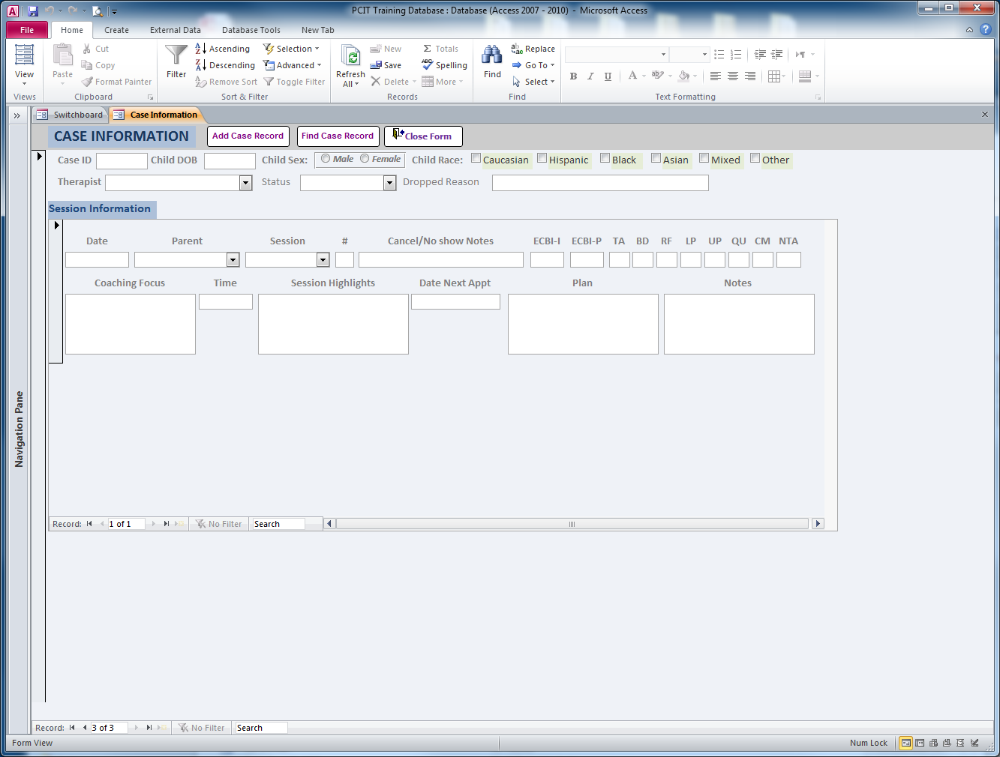 PCIT Training Database : Database (Access 2007 - 2010) - Microsoft Access
File Home Create External Data Database Tools New Tab
View Views
Paste Cut Copy Format Painter Clipboard
Filter Ascending Descending Remove Sort Selection Advanced Toggle Filter Sort & Filter
Refresh All New Save Delete Totals Spelling More Records
Find Replace Go To Select Find
B I U A ab Text Formatting
Switchboard Case Information
CASE INFORMATION Add Case Record Find Case Record Close Form
Case ID Child DOB Child Sex: Male Female Child Race: Caucasian Hispanic Black Asian Mixed Other
Therapist Status Dropped Reason
Session Information
Date Parent Session # Cancel/No show Notes ECBI-I ECBI-P TA BD RF LP UP QU CM NTA
Coaching Focus Time Session Highlights Date Next Appt Plan Notes
Navigation Pane
Record: 1 of 1 No Filter Search
Record: 3 of 3 No Filter Search
Form View Num Lock